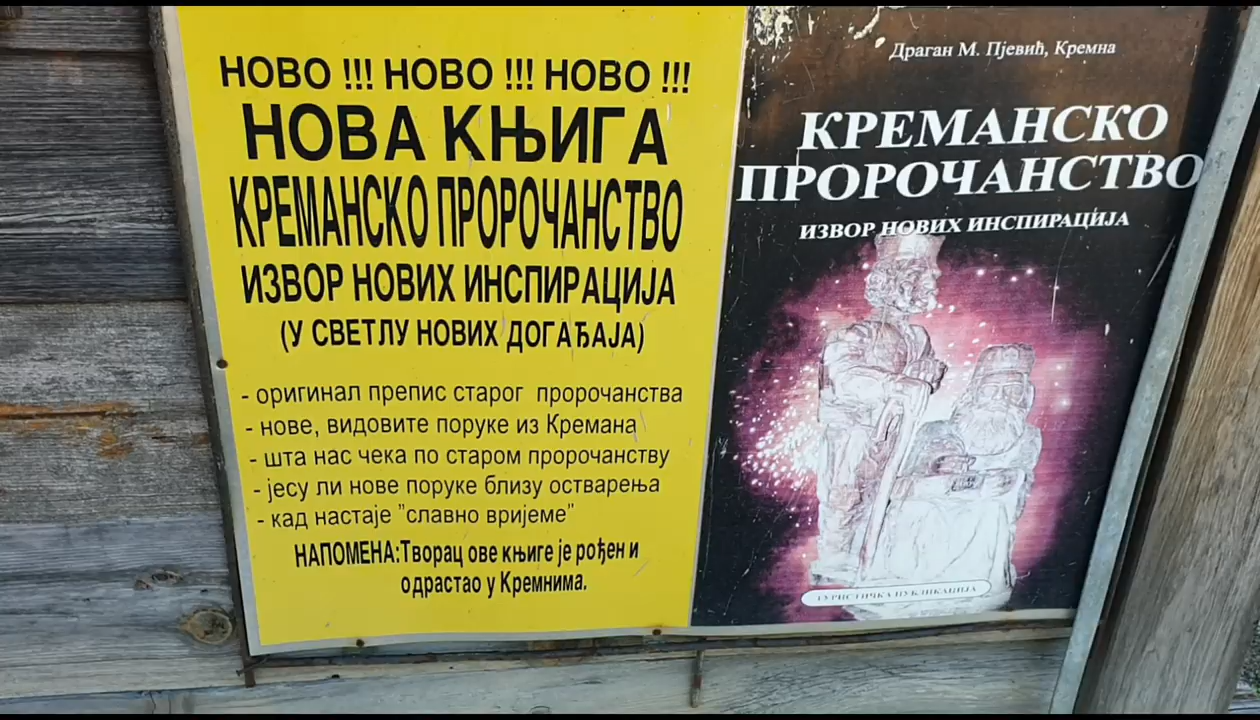 НОВО !!! НОВО !!! НОВО !!!
НОВА КЊИГА
КРЕМАНСКО ПРОРОЧАНСТВО
ИЗВОР НОВИХ ИНСПИРАЦИЈА
(У СВЕТЛУ НОВИХ ДОГАЂАЈА)
- оригинал препис старог пророчанства
- нове, видовите поруке из Кремана
- шта нас чека по старом пророчанству
- јесу ли нове поруке близу остварења
- кад настаје ”славно вријеме”
НАПОМЕНА:Творац ове књиге је рођен и
одрастао у Кремнима.
Драган М. Пјевић, Кремна
КРЕМАНСКО
ПРОРОЧАНСТВО
ИЗВОР НОВИХ ИНСПИРАЦИЈА
ТУРИСТИЧКА ПУБЛИКАЦИЈА